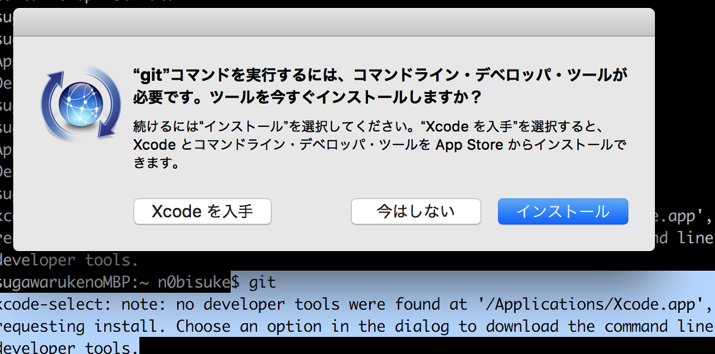 su
su
Ap
De
su
su
Ap
De
su
“git”コマンドを実行するには、コマンドライン・デベロッパ・ツールが
必要です。ツールを今すぐインストールしますか？
続けるには“インストール”を選択してください。“Xcode を入手”を選択すると、
Xcode とコマンドライン・デベロッパ・ツールを App Store からインストールで
きます。
Xcode を入手
今はしない
インストール
xco e.app',
re nd line
developer tools.
sugawarukenoMBP:~ n0bisuke$ git
xcode-select: note: no developer tools were found at '/Applications/Xcode.app',
requesting install. Choose an option in the dialog to download the command line
developer tools.